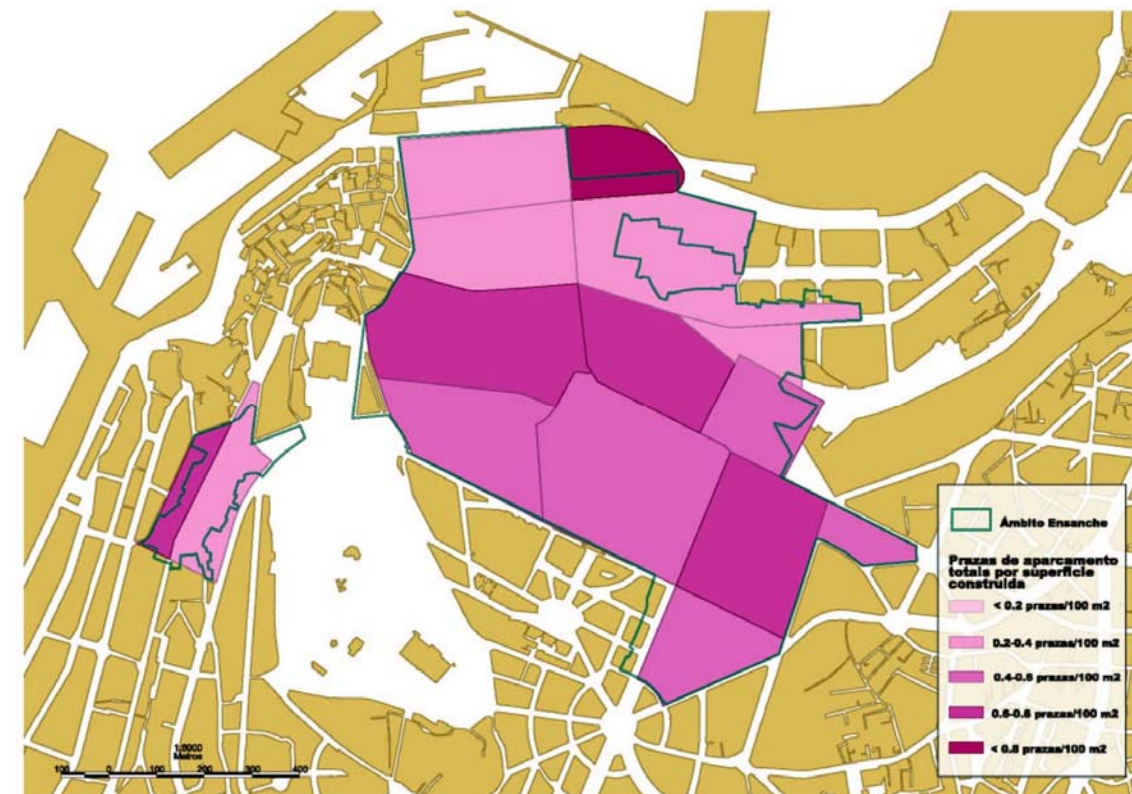 Ámbito Ensanche
Prazas de aparcamento
totais por superficie
construida
< 0.2 prazas/100 m2
0.2-0.4 prazas/100 m2
0.4-0.6 prazas/100 m2
0.6-0.8 prazas/100 m2
< 0.8 prazas/100 m2
1:8000
Metros
100 0 100 200 300 400